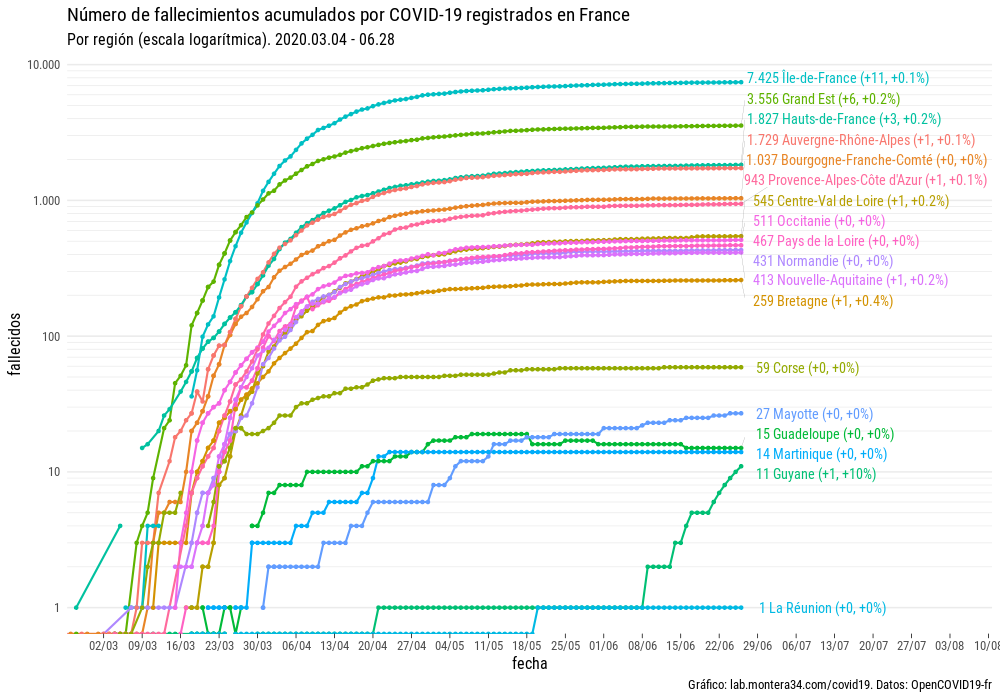 Número de fallecimientos acumulados por COVID-19 registrados en France
Por región (escala logarítmica). 2020.03.04 - 06.28
fallecidos
10.000
1.000
100
10
1
7.425 Île-de-France (+11, +0.1%)
3.556 Grand Est (+6, +0.2%)
1.827 Hauts-de-France (+3, +0.2%)
1.729 Auvergne-Rhône-Alpes (+1, +0.1%)
1.037 Bourgogne-Franche-Comté (+0, +0%)
943 Provence-Alpes-Côte d'Azur (+1, +0.1%)
545 Centre-Val de Loire (+1, +0.2%)
511 Occitanie (+0, +0%)
467 Pays de la Loire (+0, +0%)
431 Normandie (+0, +0%)
413 Nouvelle-Aquitaine (+1, +0.2%)
259 Bretagne (+1, +0.4%)
59 Corse (+0, +0%)
27 Mayotte (+0, +0%)
15 Guadeloupe (+0, +0%)
14 Martinique (+0, +0%)
11 Guyane (+1, +10%)
1 La Réunion (+0, +0%)
02/03 09/03 16/03 23/03 30/03 06/04 13/04 20/04 27/04 04/05 11/05 18/05 25/05 01/06 08/06 15/06 22/06 29/06 06/07 13/07 20/07 27/07 03/08 10/08
fecha
Gráfico: lab.montera34.com/covid19. Datos: OpenCOVID19-fr